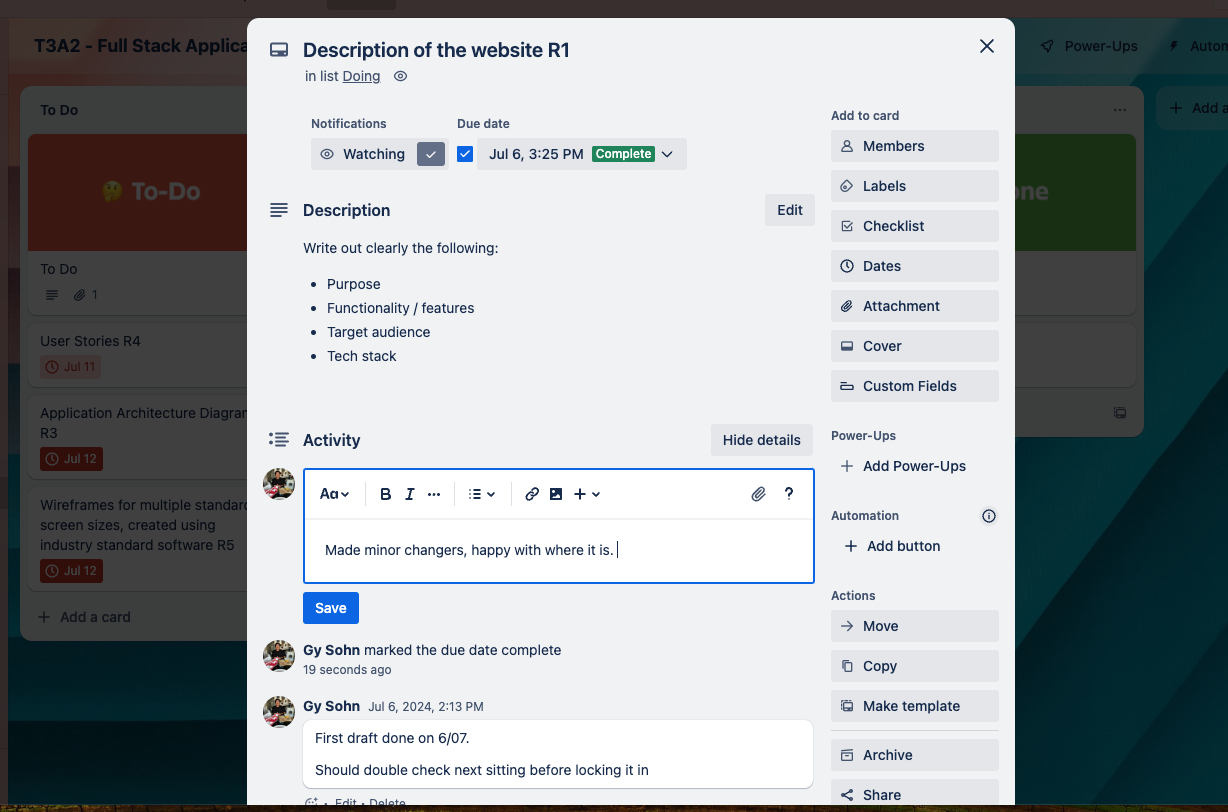 T3A2 - Full Stack Applica
Power-Ups
Autom
To Do
🤔 To-Do
To Do
1
User Stories R4
Jul 11
Application Architecture Diagram
R3
Jul 12
Wireframes for multiple standard
screen sizes, created using
industry standard software R5
Jul 12
+ Add a card
one
+ Add a
Description of the website R1
in list Doing
Notifications
Due date
Watching
Jul 6, 3:25 PM Complete
Description
Edit
Write out clearly the following:
• Purpose
• Functionality / features
• Target audience
• Tech stack
Activity
Hide details
Aa
B I ...
?
Made minor changers, happy with where it is.
Save
Gy Sohn marked the due date complete
19 seconds ago
Gy Sohn Jul 6, 2024, 2:13 PM
First draft done on 6/07.
Should double check next sitting before locking it in
• Edit • Delete
Add to card
Members
Labels
Checklist
Dates
Attachment
Cover
Custom Fields
Power-Ups
+ Add Power-Ups
Automation
+ Add button
Actions
Move
Copy
Make template
Archive
Share